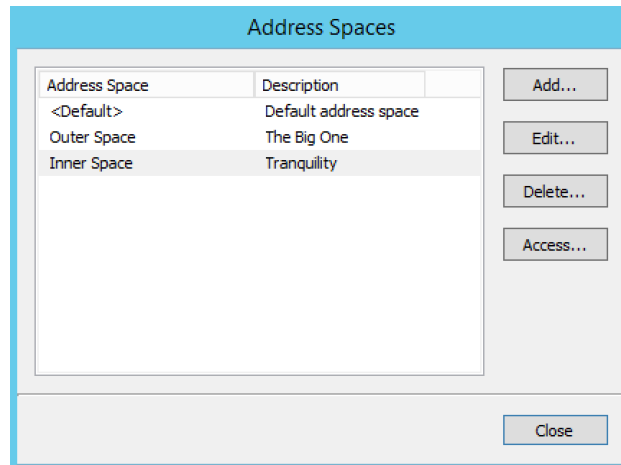 Address Spaces
Address Space Description Add...
<Default> Default address space
Outer Space The Big One Edit...
Inner Space Tranquility
Delete...
Access...
Close